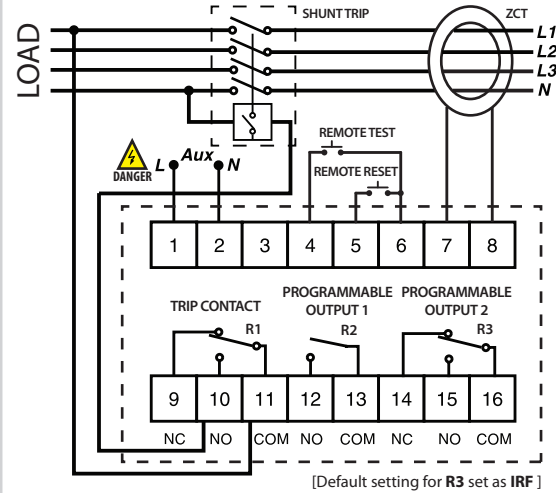 SHUNT TRIP
ZCT
LOAD
L1
L2
L3
N
REMOTE TEST
REMOTE RESET
DANGER
L Aux N
1 2 3 4 5 6 7 8
TRIP CONTACT
PROGRAMMABLE OUTPUT 1
PROGRAMMABLE OUTPUT 2
R1 R2 R3
9 10 11 12 13 14 15 16
NC NO COM NO COM NC NO COM
[Default setting for R3 set as IRF ]